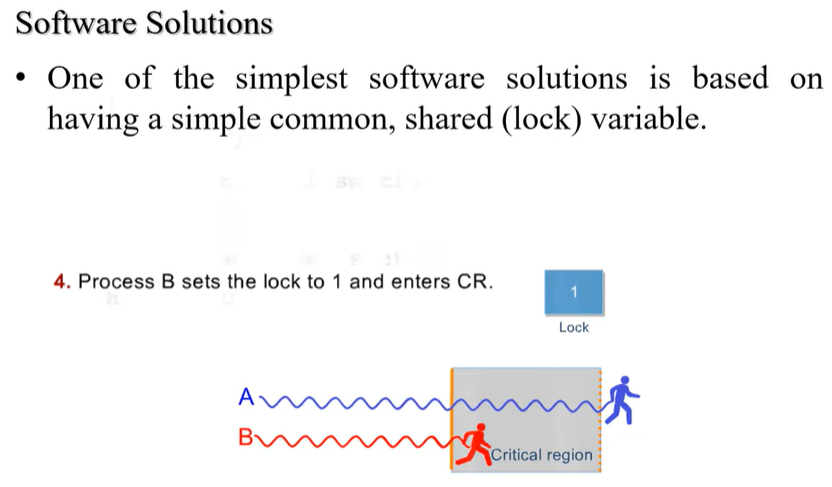 Software Solutions
• One of the simplest software solutions is based on
having a simple common, shared (lock) variable.
4. Process B sets the lock to 1 and enters CR.
1
Lock
A
B
Critical region